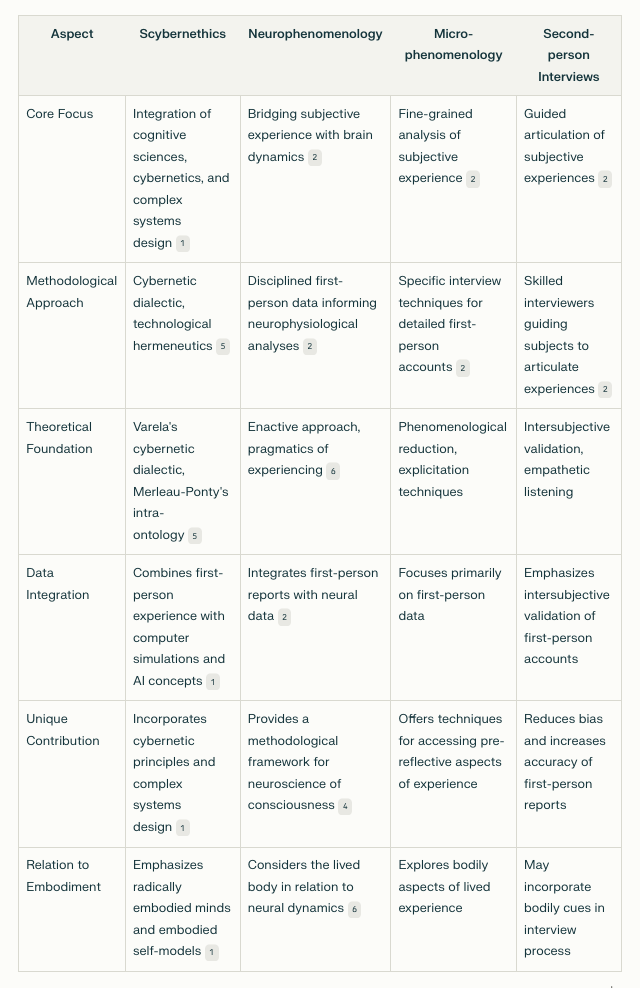 Aspect
Scybernethics
Neurophenomenology
Micro-
phenomenology
Second-
person
Interviews
Core Focus
Integration of
cognitive
sciences,
cybernetics, and
complex
systems
design 1
Bridging subjective
experience with brain
dynamics 2
Fine-grained
analysis of
subjective
experience 2
Guided
articulation of
subjective
experiences 2
Methodological
Approach
Cybernetic
dialectic,
technological
hermeneutics 5
Disciplined first-
person data informing
neurophysiological
analyses 2
Specific interview
techniques for
detailed first-
person
accounts 2
Skilled
interviewers
guiding
subjects to
articulate
experiences 2
Theoretical
Foundation
Varela's
cybernetic
dialectic,
Merleau-Ponty's
intra-
ontology 5
Enactive approach,
pragmatics of
experiencing 6
Phenomenological
reduction,
explicitation
techniques
Intersubjective
validation,
empathetic
listening
Data
Integration
Combines first-
person
experience with
computer
simulations and
AI concepts 1
Integrates first-person
reports with neural
data 2
Focuses primarily
on first-person
data
Emphasizes
intersubjective
validation of
first-person
accounts
Unique
Contribution
Incorporates
cybernetic
principles and
complex
systems
design 1
Provides a
methodological
framework for
neuroscience of
consciousness 4
Offers techniques
for accessing pre-
reflective aspects
of experience
Reduces bias
and increases
accuracy of
first-person
reports
Relation to
Embodiment
Emphasizes
radically
embodied minds
and embodied
self-models 1
Considers the lived
body in relation to
neural dynamics 6
Explores bodily
aspects of lived
experience
May
incorporate
bodily cues in
interview
process